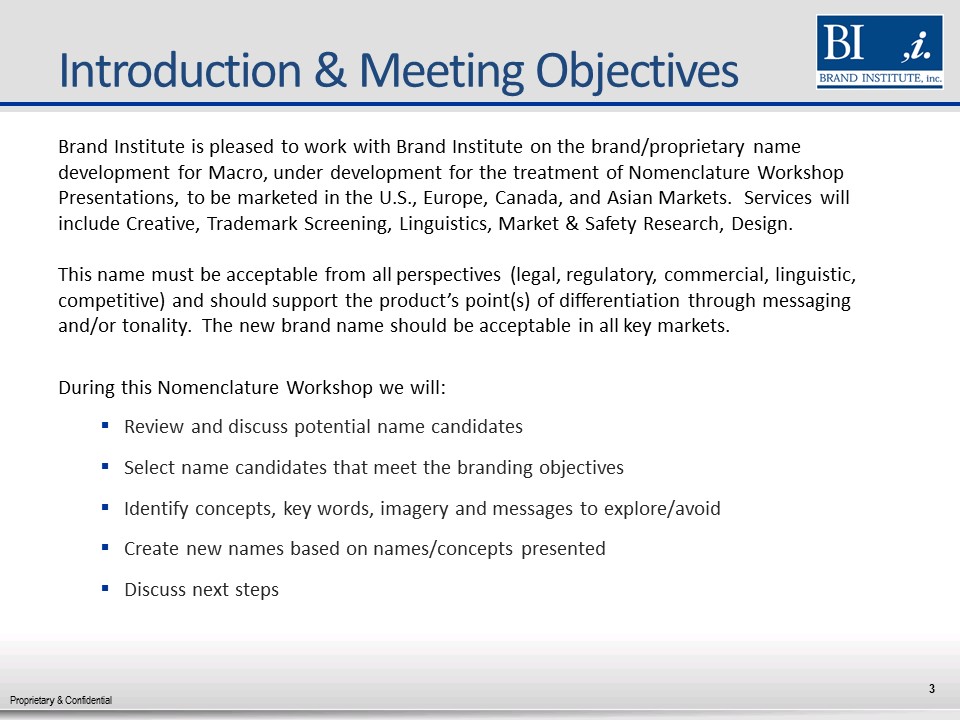 Introduction & Meeting Objectives
BI ,i.
BRAND INSTITUTE, inc.
Brand Institute is pleased to work with Brand Institute on the brand/proprietary name
development for Macro, under development for the treatment of Nomenclature Workshop
Presentations, to be marketed in the U.S., Europe, Canada, and Asian Markets. Services will
include Creative, Trademark Screening, Linguistics, Market & Safety Research, Design.
This name must be acceptable from all perspectives (legal, regulatory, commercial, linguistic,
competitive) and should support the product’s point(s) of differentiation through messaging
and/or tonality. The new brand name should be acceptable in all key markets.
During this Nomenclature Workshop we will:
▪ Review and discuss potential name candidates
▪ Select name candidates that meet the branding objectives
▪ Identify concepts, key words, imagery and messages to explore/avoid
▪ Create new names based on names/concepts presented
▪ Discuss next steps
3
Proprietary & Confidential